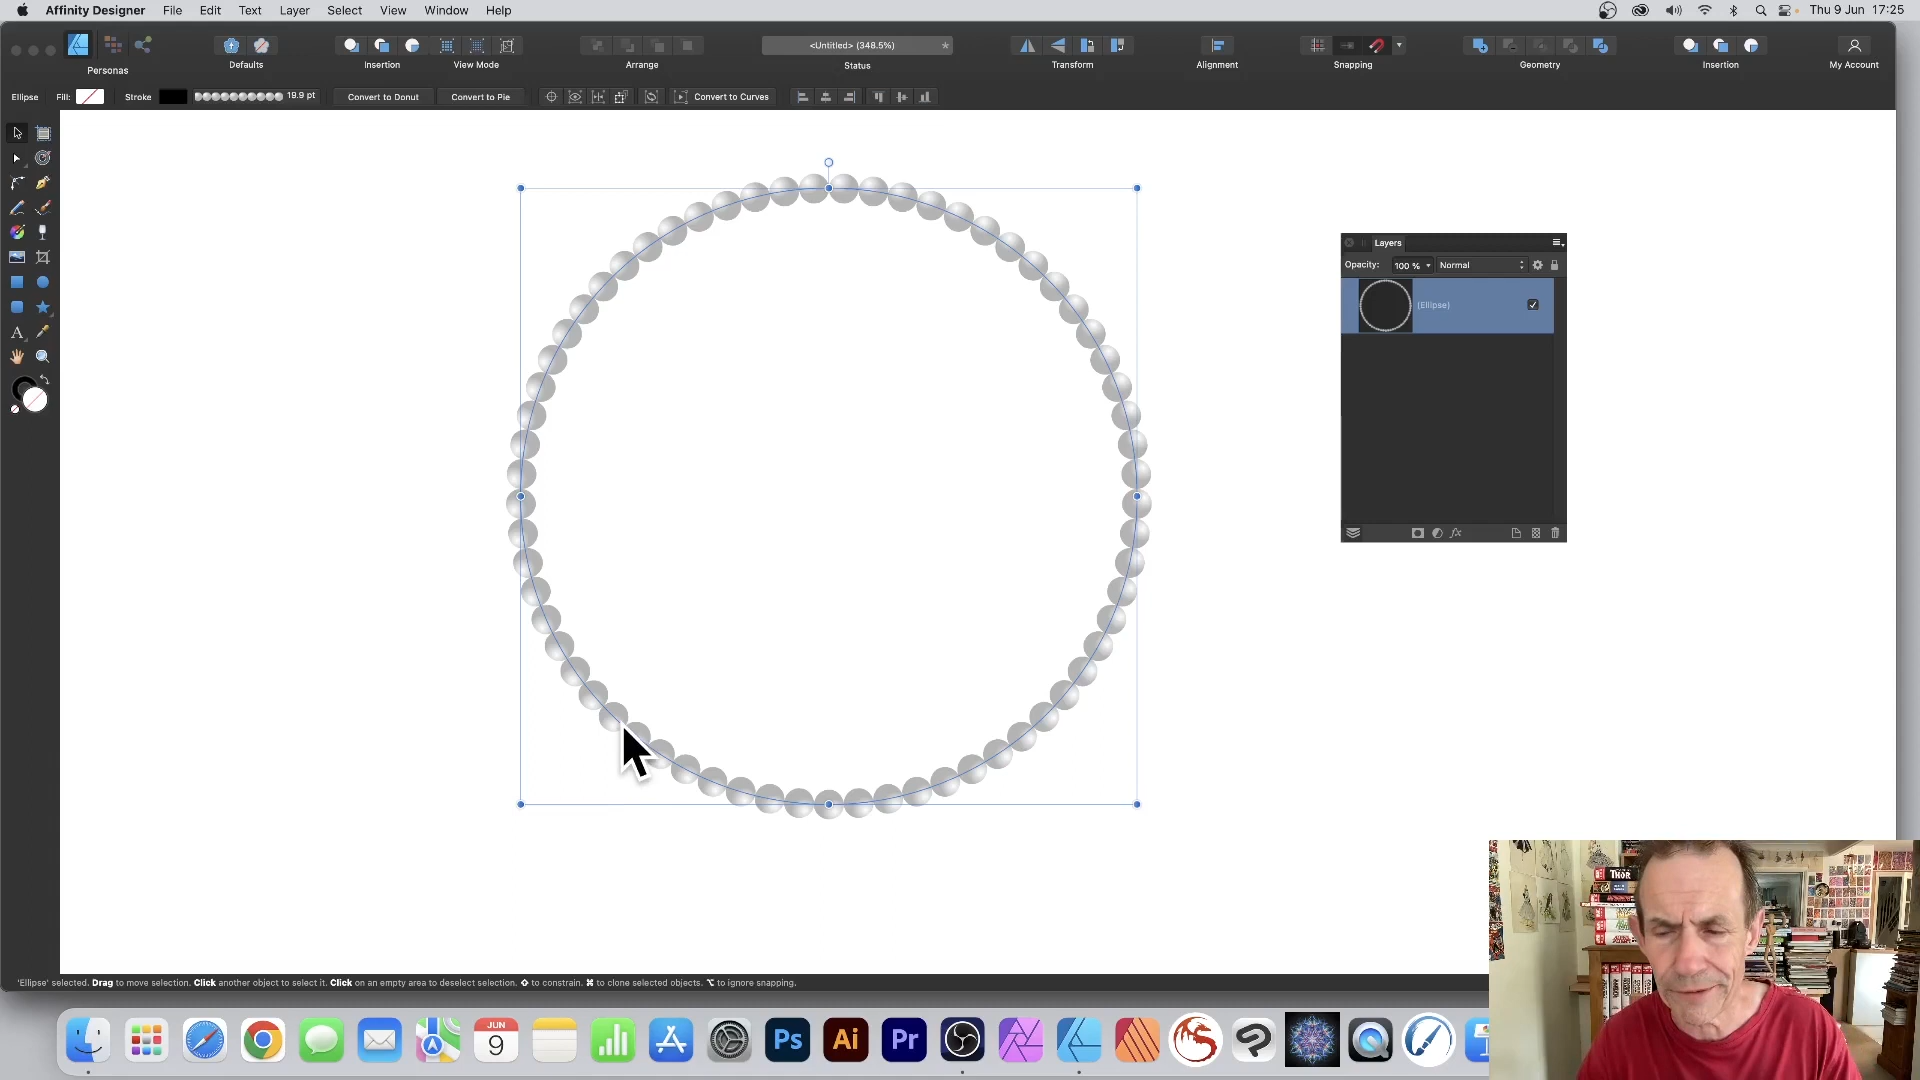 Affinity Designer File Edit Text Layer Select View Window Help Thu 9 Jun 17:25
<Untitled> (348.5%) *
Personas Defaults Insertion View Mode Arrange Status Transform Alignment Snapping Geometry Insertion My Account
Ellipse Fill: Stroke 19.9 pt Convert to Donut Convert to Pie Convert to Curves
Layers
Opacity: 100 % Normal
(Ellipse)
fx
A
THOR
'Ellipse' selected. Drag to move selection. Click another object to select it. Click on an empty area to deselect selection. ⇧ to constrain. ⌘ to clone selected objects. ⌥ to ignore snapping.
JUN
9
Ps
Ai
Pr